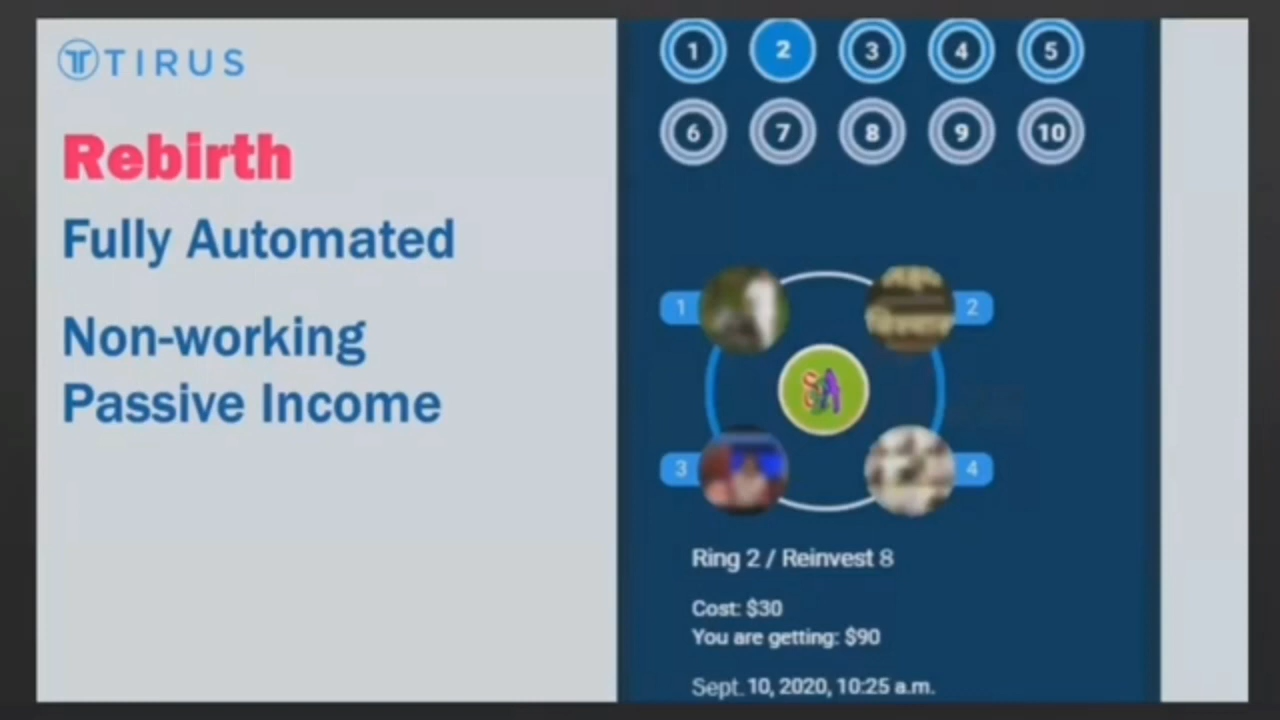 TIRUS
Rebirth
Fully Automated
Non-working
Passive Income
1 2 3 4 5
6 7 8 9 10
1 2
3 4
Ring 2 / Reinvest 8
Cost: $30
You are getting: $90
Sept. 10, 2020, 10:25 a.m.